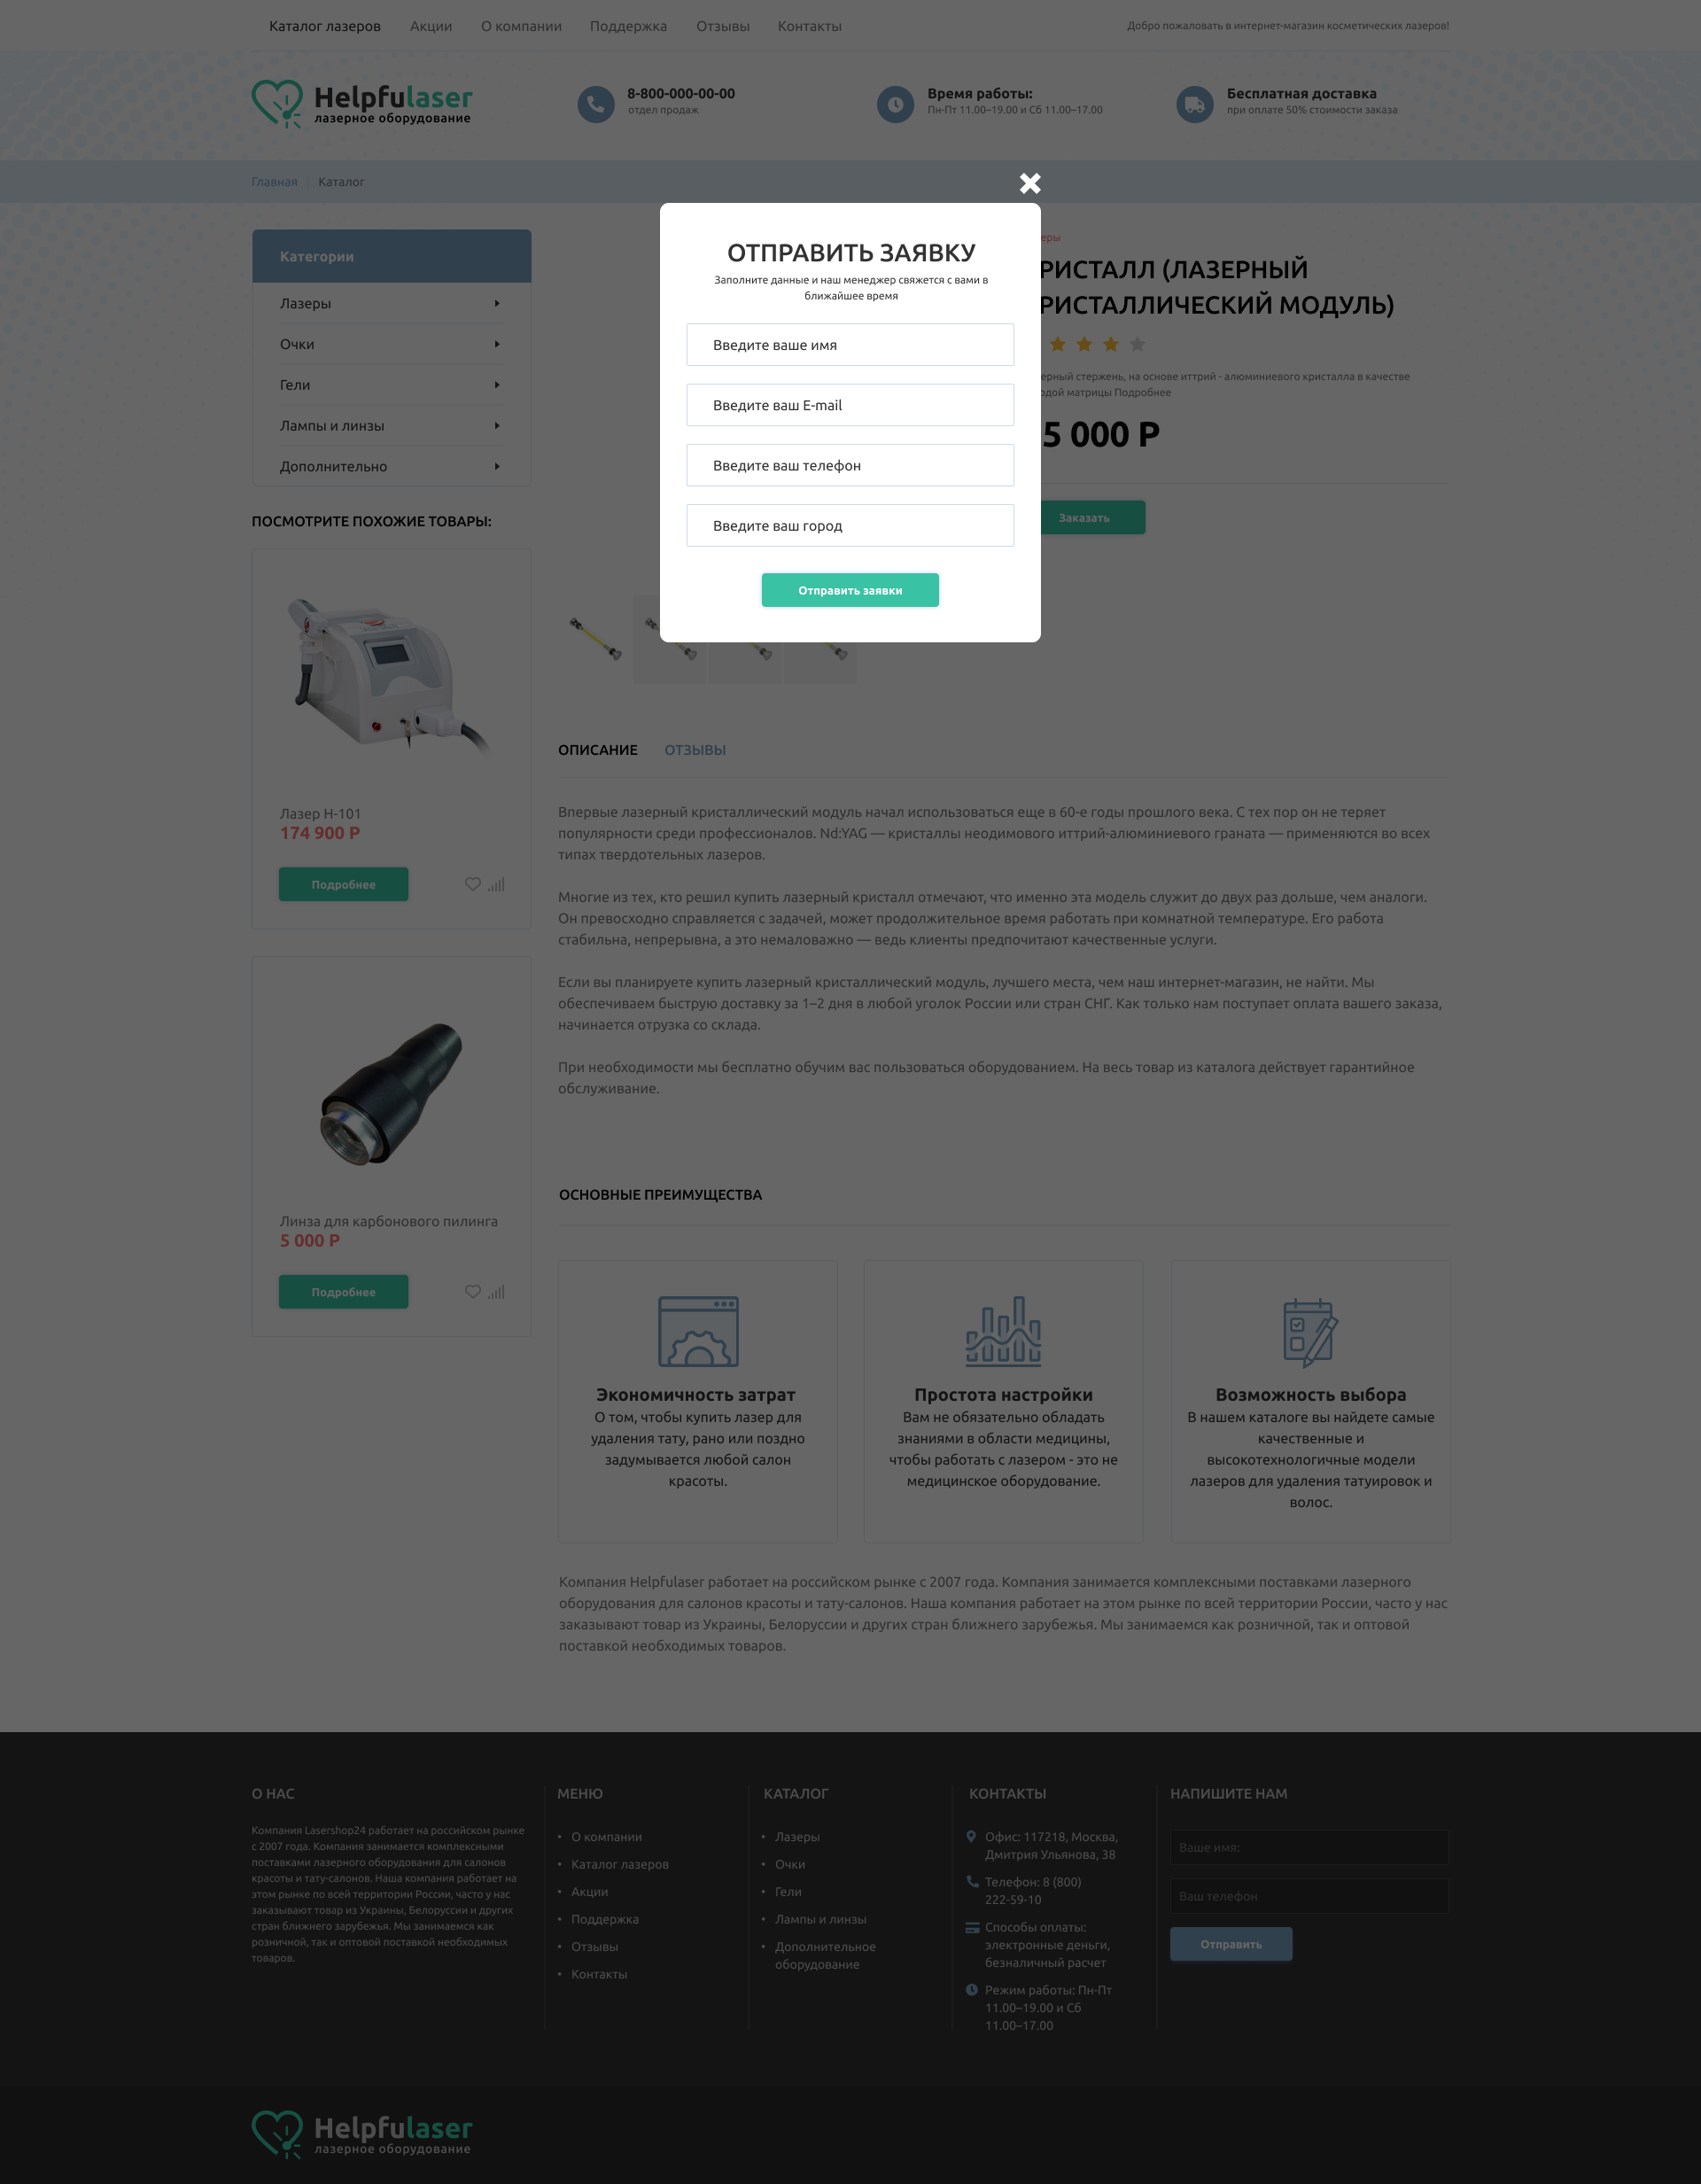 Каталог лазеров
Акции
О компании
Поддержка
Отзывы
Контакты
Добро пожаловать в интернет-магазин косметических лазеров!
Helpfulaser
лазерное оборудование
8-800-000-00-00
отдел продаж
Время работы:
Пн-Пт 11.00–19.00 и Сб 11.00–17.00
Бесплатная доставка
при оплате 50% стоимости заказа
Главная
Каталог
ОТПРАВИТЬ ЗАЯВКУ
Заполните данные и наш менеджер свяжется с вами в
ближайшее время
Введите ваше имя
Введите ваш E-mail
Введите ваш телефон
Введите ваш город
Отправить заявки
Категории
Лазеры
Очки
Гели
Лампы и линзы
Дополнительно
ПОСМОТРИТЕ ПОХОЖИЕ ТОВАРЫ:
Лазер H-101
174 900 Р
Подробнее
Линза для карбонового пилинга
5 000 Р
Подробнее
РИСТАЛЛ (ЛАЗЕРНЫЙ
РИСТАЛЛИЧЕСКИЙ МОДУЛЬ)
ерный стержень, на основе иттрий - алюминиевого кристалла в качестве
одой матрицы Подробнее
5 000 Р
Заказать
ОПИСАНИЕ
ОТЗЫВЫ
Впервые лазерный кристаллический модуль начал использоваться еще в 60-е годы прошлого века. С тех пор он не теряет
популярности среди профессионалов. Nd:YAG — кристаллы неодимового иттрий-алюминиевого граната — применяются во всех
типах твердотельных лазеров.
Многие из тех, кто решил купить лазерный кристалл отмечают, что именно эта модель служит до двух раз дольше, чем аналоги.
Он превосходно справляется с задачей, может продолжительное время работать при комнатной температуре. Его работа
стабильна, непрерывна, а это немаловажно — ведь клиенты предпочитают качественные услуги.
Если вы планируете купить лазерный кристаллический модуль, лучшего места, чем наш интернет-магазин, не найти. Мы
обеспечиваем быструю доставку за 1–2 дня в любой уголок России или стран СНГ. Как только нам поступает оплата вашего заказа,
начинается отрузка со склада.
При необходимости мы бесплатно обучим вас пользоваться оборудованием. На весь товар из каталога действует гарантийное
обслуживание.
ОСНОВНЫЕ ПРЕИМУЩЕСТВА
Экономичность затрат
О том, чтобы купить лазер для
удаления тату, рано или поздно
задумывается любой салон
красоты.
Простота настройки
Вам не обязательно обладать
знаниями в области медицины,
чтобы работать с лазером - это не
медицинское оборудование.
Возможность выбора
В нашем каталоге вы найдете самые
качественные и
высокотехнологичные модели
лазеров для удаления татуировок и
волос.
Компания Helpfulaser работает на российском рынке с 2007 года. Компания занимается комплексными поставками лазерного
оборудования для салонов красоты и тату-салонов. Наша компания работает на этом рынке по всей территории России, часто у нас
заказывают товар из Украины, Белоруссии и других стран ближнего зарубежья. Мы занимаемся как розничной, так и оптовой
поставкой необходимых товаров.
О НАС
Компания Lasershop24 работает на российском рынке
с 2007 года. Компания занимается комплексными
поставками лазерного оборудования для салонов
красоты и тату-салонов. Наша компания работает на
этом рынке по всей территории России, часто у нас
заказывают товар из Украины, Белоруссии и других
стран ближнего зарубежья. Мы занимаемся как
розничной, так и оптовой поставкой необходимых
товаров.
МЕНЮ
• О компании
• Каталог лазеров
• Акции
• Поддержка
• Отзывы
• Контакты
КАТАЛОГ
• Лазеры
• Очки
• Гели
• Лампы и линзы
• Дополнительное
оборудование
КОНТАКТЫ
Офис: 117218, Москва,
Дмитрия Ульянова, 38
Телефон: 8 (800)
222-59-10
Способы оплаты:
электронные деньги,
безналичный расчет
Режим работы: Пн-Пт
11.00–19.00 и Сб
11.00–17.00
НАПИШИТЕ НАМ
Ваше имя:
Ваш телефон
Отправить
Helpfulaser
лазерное оборудование